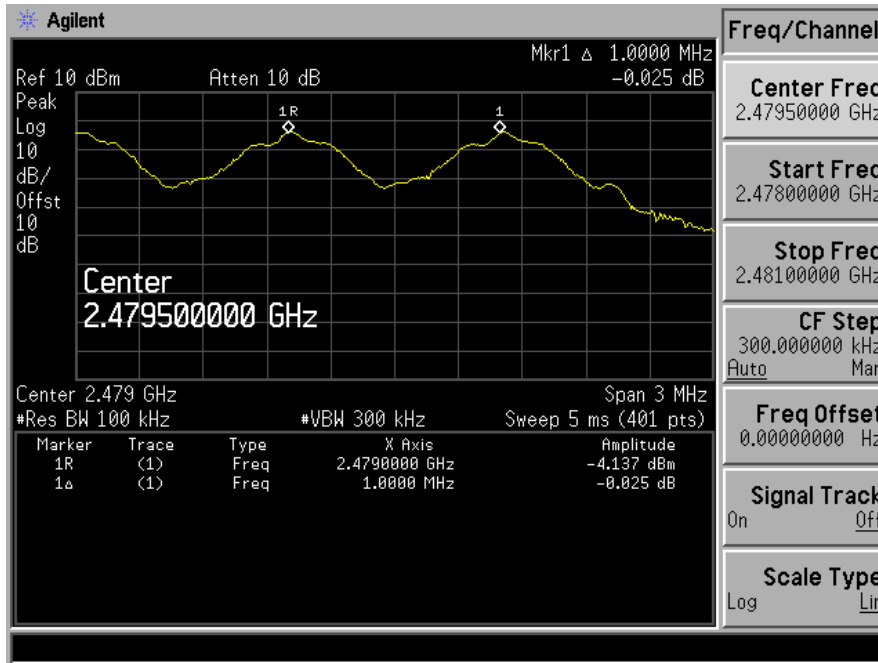 Agilent
Freq/Channel
Mkr1 Δ 1.0000 MHz
Ref 10 dBm Atten 10 dB -0.025 dB
Peak
Log
10
dB/
Offst
10
dB
1R
1
Center
2.479500000 GHz
Center 2.479 GHz Span 3 MHz
#Res BW 100 kHz #VBW 300 kHz Sweep 5 ms (401 pts)
Marker Trace Type X Axis Amplitude
1R (1) Freq 2.4790000 GHz -4.137 dBm
1Δ (1) Freq 1.0000 MHz -0.025 dB
Center Freq
2.47950000 GHz
Start Freq
2.47800000 GHz
Stop Freq
2.48100000 GHz
CF Step
300.000000 kHz
Auto Man
Freq Offset
0.00000000 Hz
Signal Track
On Off
Scale Type
Log Lin